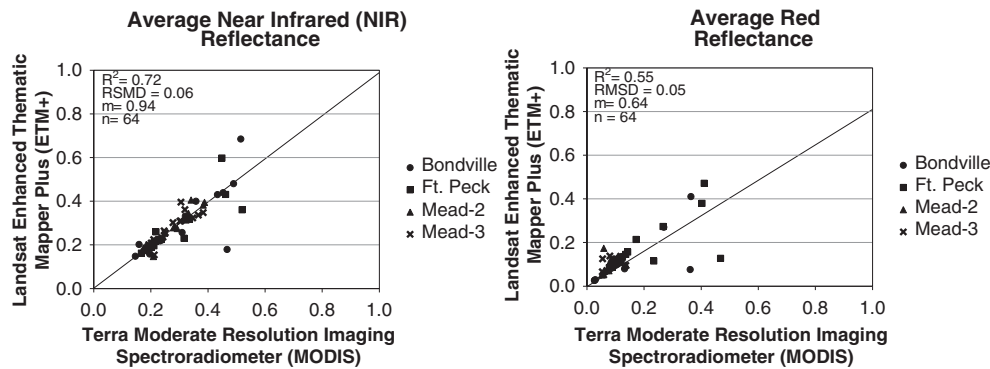 Average Near Infrared (NIR)
Reflectance
Landsat Enhanced Thematic
Mapper Plus (ETM+)
1.0
0.8
0.6
0.4
0.2
0.0
R²= 0.72
RSMD = 0.06
m= 0.94
n= 64
0.0 0.2 0.4 0.6 0.8 1.0
Terra Moderate Resolution Imaging
Spectroradiometer (MODIS)
Bondville
Ft. Peck
Mead-2
Mead-3
Average Red
Reflectance
Landsat Enhanced Thematic
Mapper Plus (ETM+)
1.0
0.8
0.6
0.4
0.2
0.0
R²= 0.55
RMSD = 0.05
m= 0.64
n = 64
0.0 0.2 0.4 0.6 0.8 1.0
Terra Moderate Resolution Imaging
Spectroradiometer (MODIS)
Bondville
Ft. Peck
Mead-2
Mead-3